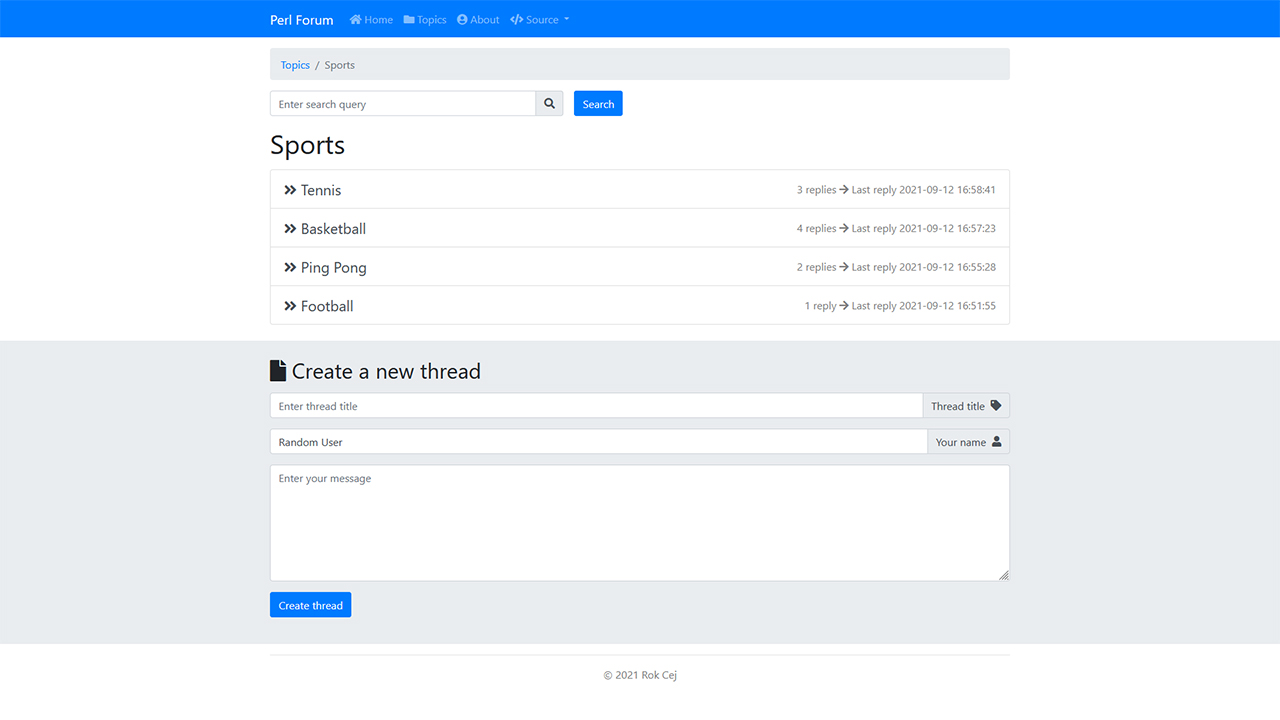 Perl Forum Home Topics About Source
Topics / Sports
Enter search query Search
Sports
Tennis 3 replies → Last reply 2021-09-12 16:58:41
Basketball 4 replies → Last reply 2021-09-12 16:57:23
Ping Pong 2 replies → Last reply 2021-09-12 16:55:28
Football 1 reply → Last reply 2021-09-12 16:51:55
Create a new thread
Enter thread title Thread title
Random User Your name
Enter your message
Create thread
© 2021 Rok Cej